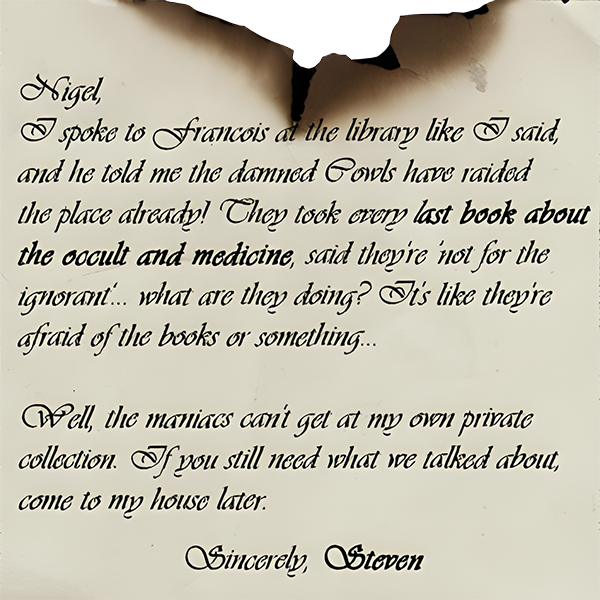 Nigel,
I spoke to Francois at the library like I said,
and he told me the damned Cowls have raided
the place already! They took every last book about
the occult and medicine, said they're 'not for the
ignorant'... what are they doing? It's like they're
afraid of the books or something...
Well, the maniacs can't get at my own private
collection. If you still need what we talked about,
come to my house later.
Sincerely, Steven